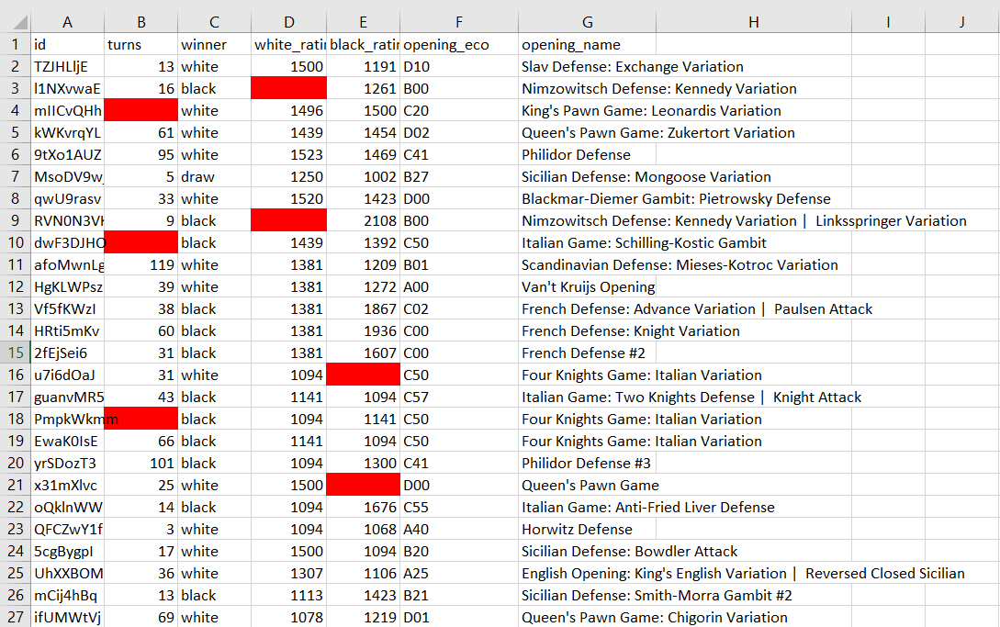 A B C D E F G H I J
1 id turns winner white_ratir black_ratir opening_eco opening_name
2 TZJHLljE 13 white 1500 1191 D10 Slav Defense: Exchange Variation
3 l1NXvwaE 16 black 1261 B00 Nimzowitsch Defense: Kennedy Variation
4 mIICvQHh white 1496 1500 C20 King's Pawn Game: Leonardis Variation
5 kWKvrqYL 61 white 1439 1454 D02 Queen's Pawn Game: Zukertort Variation
6 9tXo1AUZ 95 white 1523 1469 C41 Philidor Defense
7 MsoDV9w 5 draw 1250 1002 B27 Sicilian Defense: Mongoose Variation
8 qwU9rasv 33 white 1520 1423 D00 Blackmar-Diemer Gambit: Pietrowsky Defense
9 RVN0N3VK 9 black 2108 B00 Nimzowitsch Defense: Kennedy Variation | Linksspringer Variation
10 dwF3DJHO black 1439 1392 C50 Italian Game: Schilling-Kostic Gambit
11 afoMwnLg 119 white 1381 1209 B01 Scandinavian Defense: Mieses-Kotroc Variation
12 HgKLWPsz 39 white 1381 1272 A00 Van't Kruijs Opening
13 Vf5fKWzI 38 black 1381 1867 C02 French Defense: Advance Variation | Paulsen Attack
14 HRti5mKv 60 black 1381 1936 C00 French Defense: Knight Variation
15 2fEjSei6 31 black 1381 1607 C00 French Defense #2
16 u7i6dOaJ 31 white 1094 C50 Four Knights Game: Italian Variation
17 guanvMR5 43 black 1141 1094 C57 Italian Game: Two Knights Defense | Knight Attack
18 PmpkWkmm black 1094 1141 C50 Four Knights Game: Italian Variation
19 EwaK0IsE 66 black 1141 1094 C50 Four Knights Game: Italian Variation
20 yrSDozT3 101 black 1094 1300 C41 Philidor Defense #3
21 x31mXlvc 25 white 1500 D00 Queen's Pawn Game
22 oQklnWW 14 black 1094 1676 C55 Italian Game: Anti-Fried Liver Defense
23 QFCZwY1f 3 white 1094 1068 A40 Horwitz Defense
24 5cgBygpI 17 white 1500 1094 B20 Sicilian Defense: Bowdler Attack
25 UhXXBOM 36 white 1307 1106 A25 English Opening: King's English Variation | Reversed Closed Sicilian
26 mCij4hBq 13 black 1113 1423 B21 Sicilian Defense: Smith-Morra Gambit #2
27 ifUMWtVj 69 white 1078 1219 D01 Queen's Pawn Game: Chigorin Variation